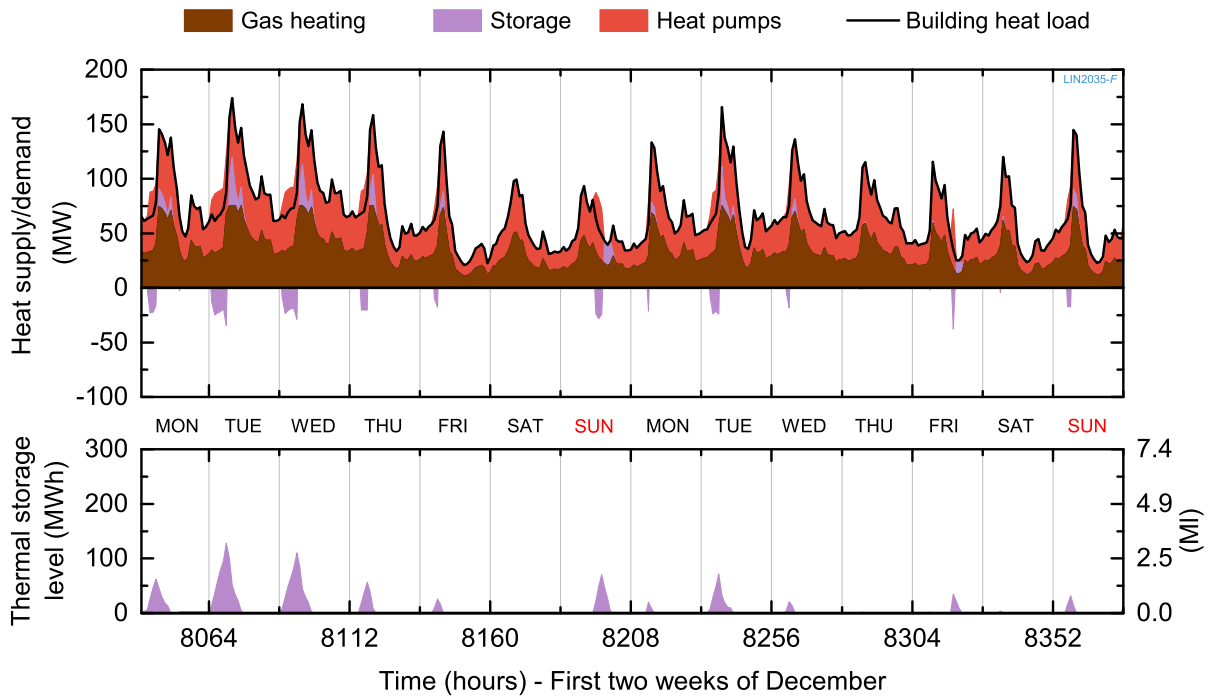 Gas heating Storage Heat pumps Building heat load
LIN2035-F
Heat supply/demand
(MW)
200
150
100
50
0
-50
-100
MON TUE WED THU FRI SAT SUN MON TUE WED THU FRI SAT SUN
Thermal storage
level (MWh)
300
200
100
0
7.4
4.9
2.5
0.0
(Ml)
8064 8112 8160 8208 8256 8304 8352
Time (hours) - First two weeks of December